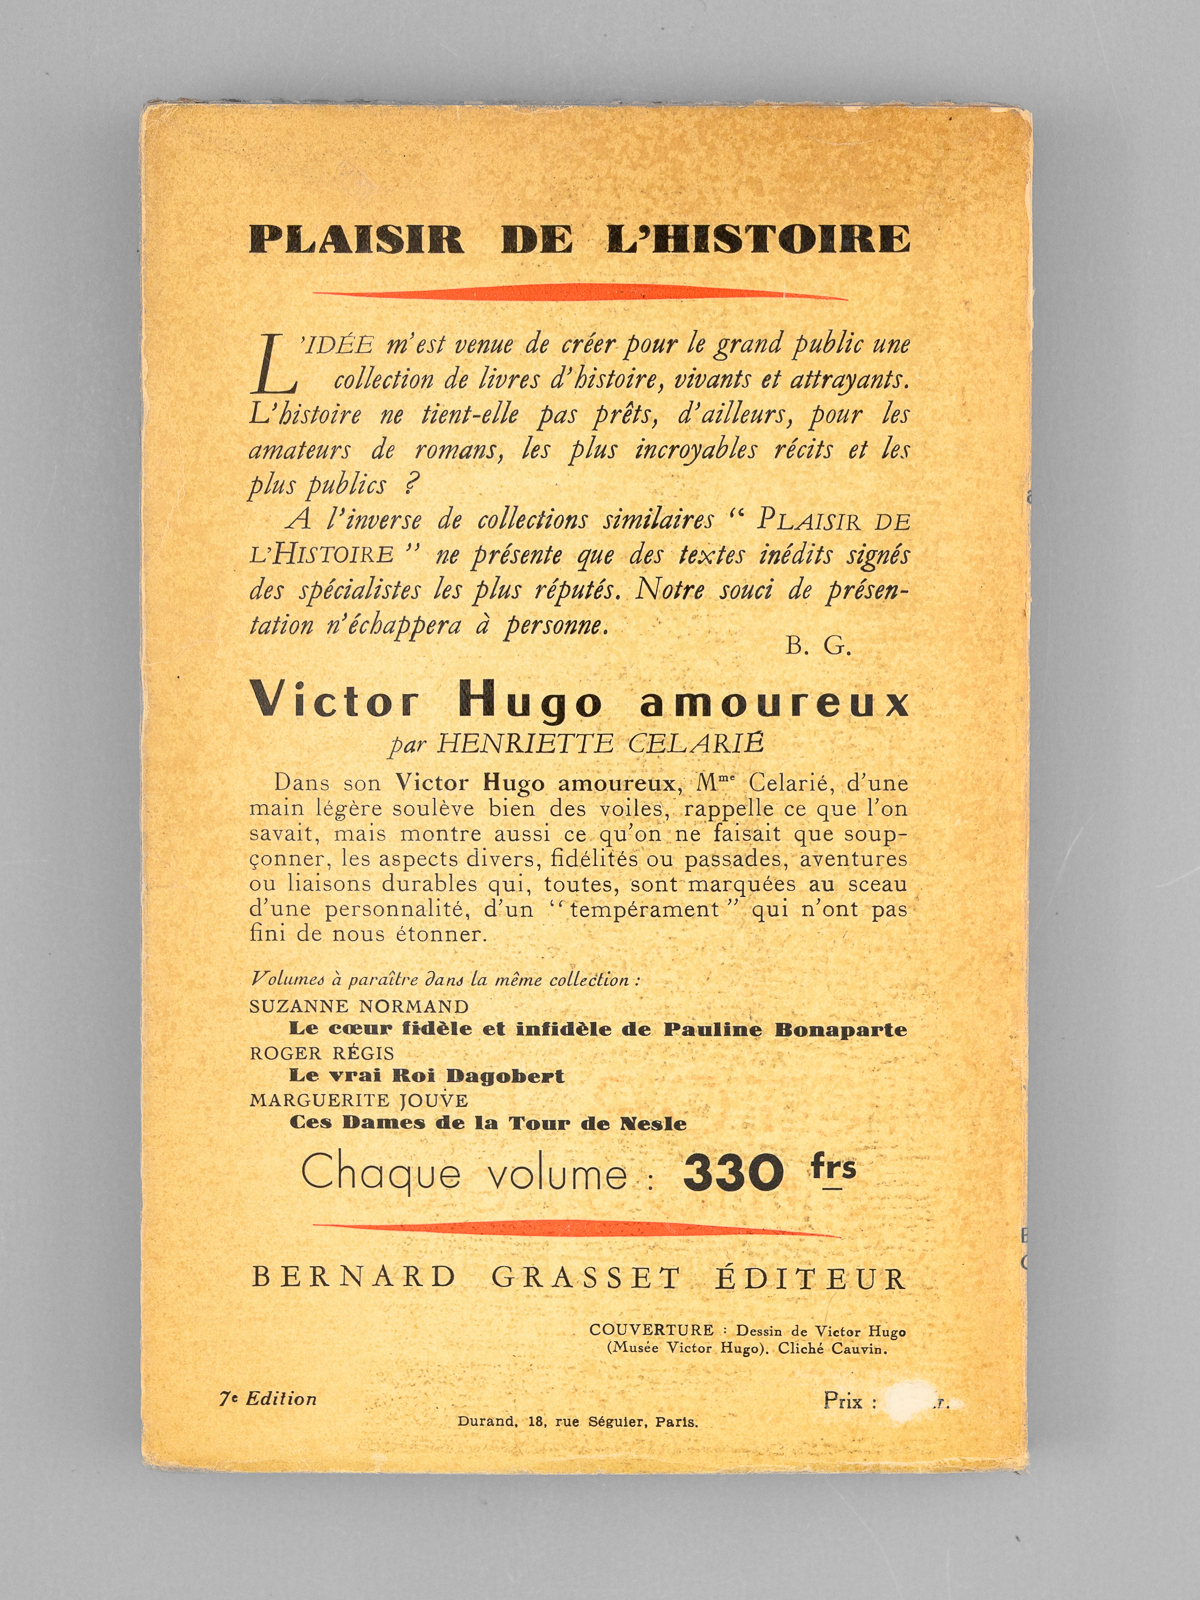 PLAISIR DE L'HISTOIRE
L'IDÉE m'est venue de créer pour le grand public une
collection de livres d'histoire, vivants et attrayants.
L'histoire ne tient-elle pas prêts, d'ailleurs, pour les
amateurs de romans, les plus incroyables récits et les
plus publics ?
A l'inverse de collections similaires “ PLAISIR DE
L'HISTOIRE ” ne présente que des textes inédits signés
des spécialistes les plus réputés. Notre souci de présen-
tation n'échappera à personne.
B. G.
Victor Hugo amoureux
par HENRIETTE CELARIÉ
Dans son Victor Hugo amoureux, Mme Celarié, d'une
main légère soulève bien des voiles, rappelle ce que l'on
savait, mais montre aussi ce qu'on ne faisait que soup-
çonner, les aspects divers, fidélités ou passades, aventures
ou liaisons durables qui, toutes, sont marquées au sceau
d'une personnalité, d'un “tempérament” qui n'ont pas
fini de nous étonner.
Volumes à paraître dans la même collection :
SUZANNE NORMAND
Le cœur fidèle et infidèle de Pauline Bonaparte
ROGER RÉGIS
Le vrai Roi Dagobert
MARGUERITE JOUVE
Ces Dames de la Tour de Nesle
Chaque volume : 330 frs
BERNARD GRASSET ÉDITEUR
COUVERTURE : Dessin de Victor Hugo
(Musée Victor Hugo). Cliché Cauvin.
7e Edition
Prix :
Durand, 18, rue Séguier, Paris.